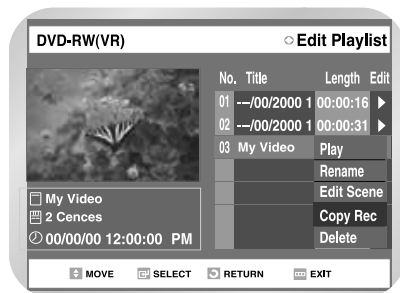 DVD-RW(VR) Edit Playlist
No. Title Length Edit
01 --/00/2000 1 00:00:16
02 --/00/2000 1 00:00:31
03 My Video Play
Rename
Edit Scene
Copy Rec
Delete
My Video
2 Cences
00/00/00 12:00:00 PM
MOVE SELECT RETURN EXIT